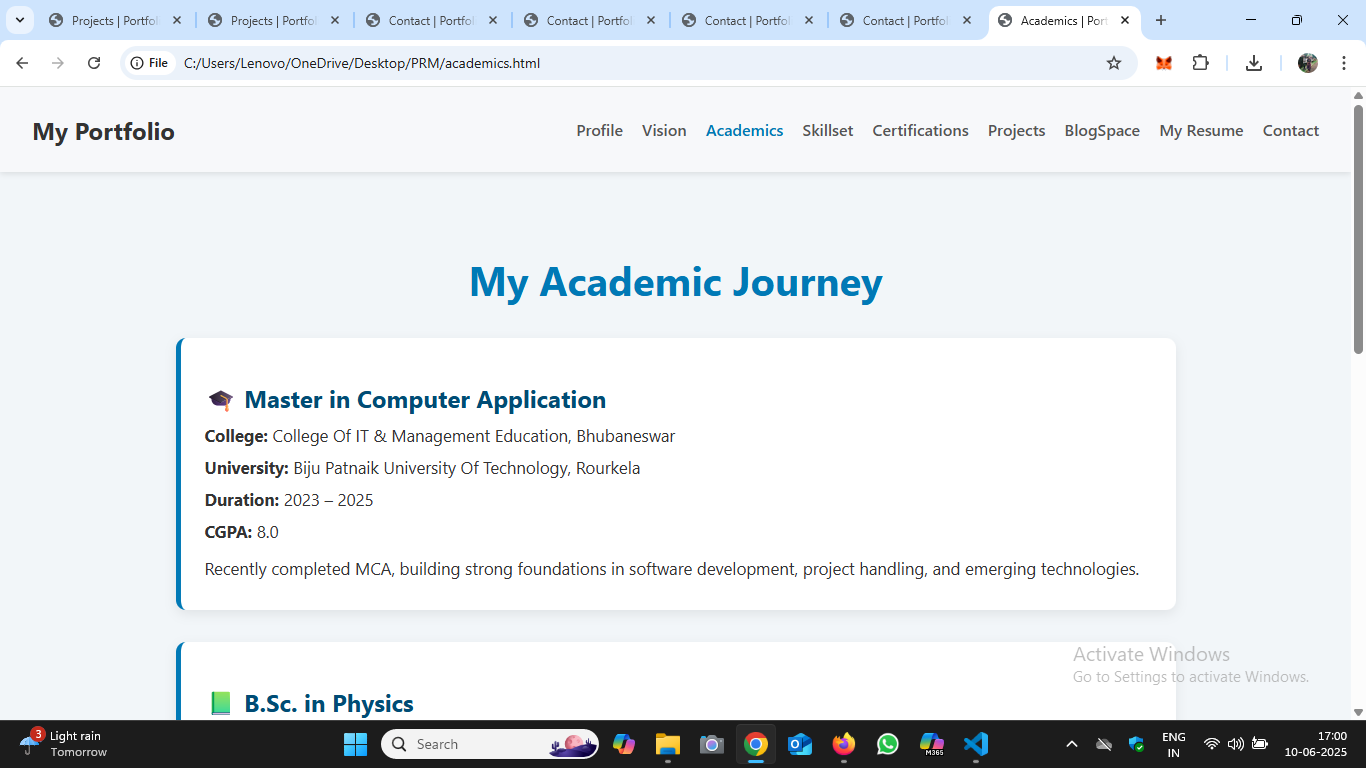 Projects | Portfol
Projects | Portfol
Contact | Portfol
Contact | Portfol
Contact | Portfol
Contact | Portfol
Academics | Port
File
C:/Users/Lenovo/OneDrive/Desktop/PRM/academics.html
My Portfolio
Profile
Vision
Academics
Skillset
Certifications
Projects
BlogSpace
My Resume
Contact
My Academic Journey
Master in Computer Application
College: College Of IT & Management Education, Bhubaneswar
University: Biju Patnaik University Of Technology, Rourkela
Duration: 2023 – 2025
CGPA: 8.0
Recently completed MCA, building strong foundations in software development, project handling, and emerging technologies.
B.Sc. in Physics
Activate Windows
Go to Settings to activate Windows.
3
Light rain
Tomorrow
Search
M365
ENG
IN
17:00
10-06-2025